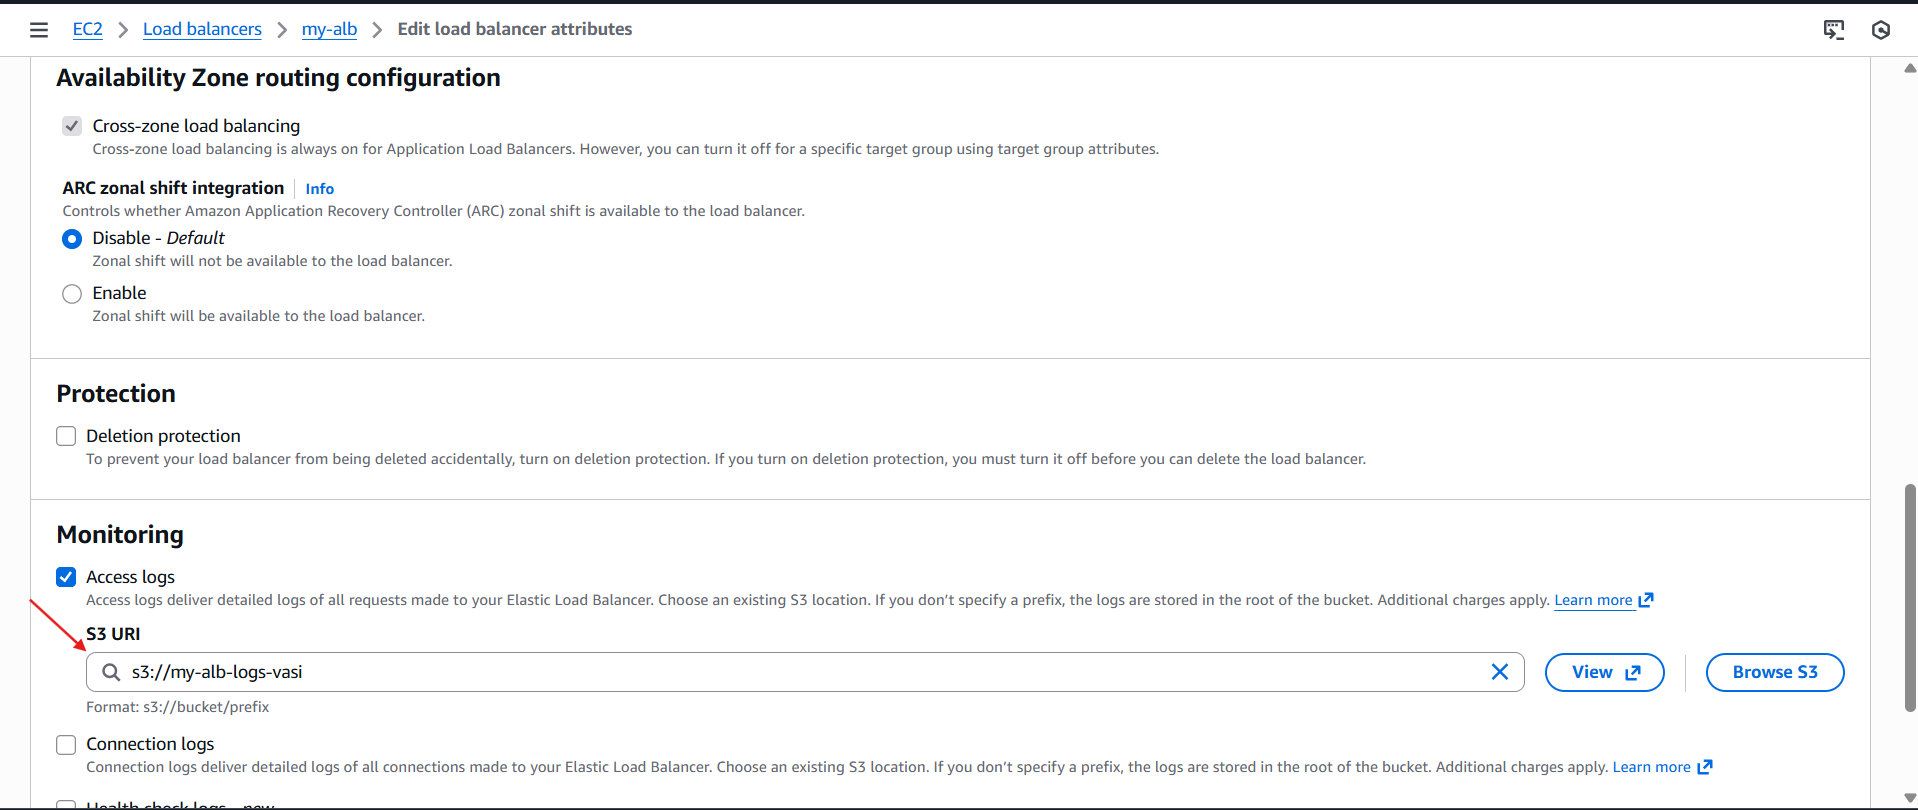 EC2 > Load balancers > my-alb > Edit load balancer attributes
Availability Zone routing configuration
Cross-zone load balancing
Cross-zone load balancing is always on for Application Load Balancers. However, you can turn it off for a specific target group using target group attributes.
ARC zonal shift integration | Info
Controls whether Amazon Application Recovery Controller (ARC) zonal shift is available to the load balancer.
Disable - Default
Zonal shift will not be available to the load balancer.
Enable
Zonal shift will be available to the load balancer.
Protection
Deletion protection
To prevent your load balancer from being deleted accidentally, turn on deletion protection. If you turn on deletion protection, you must turn it off before you can delete the load balancer.
Monitoring
Access logs
Access logs deliver detailed logs of all requests made to your Elastic Load Balancer. Choose an existing S3 location. If you don’t specify a prefix, the logs are stored in the root of the bucket. Additional charges apply. Learn more
S3 URI
s3://my-alb-logs-vasi View Browse S3
Format: s3://bucket/prefix
Connection logs
Connection logs deliver detailed logs of all connections made to your Elastic Load Balancer. Choose an existing S3 location. If you don’t specify a prefix, the logs are stored in the root of the bucket. Additional charges apply. Learn more
Health check logs - new